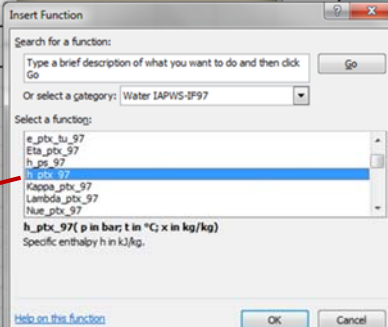 Insert Function
Search for a function:
Type a brief description of what you want to do and then click
Go
Go
Or select a category: Water IAPWS-IF97
Select a function:
e_ptx_tu_97
Eta_ptx_97
h_ps_97
h_ptx_97
Kappa_ptx_97
Lambda_ptx_97
Nue_ptx_97
h_ptx_97( p in bar; t in °C; x in kg/kg)
Specific enthalpy h in kJ/kg.
Help on this function
OK
Cancel